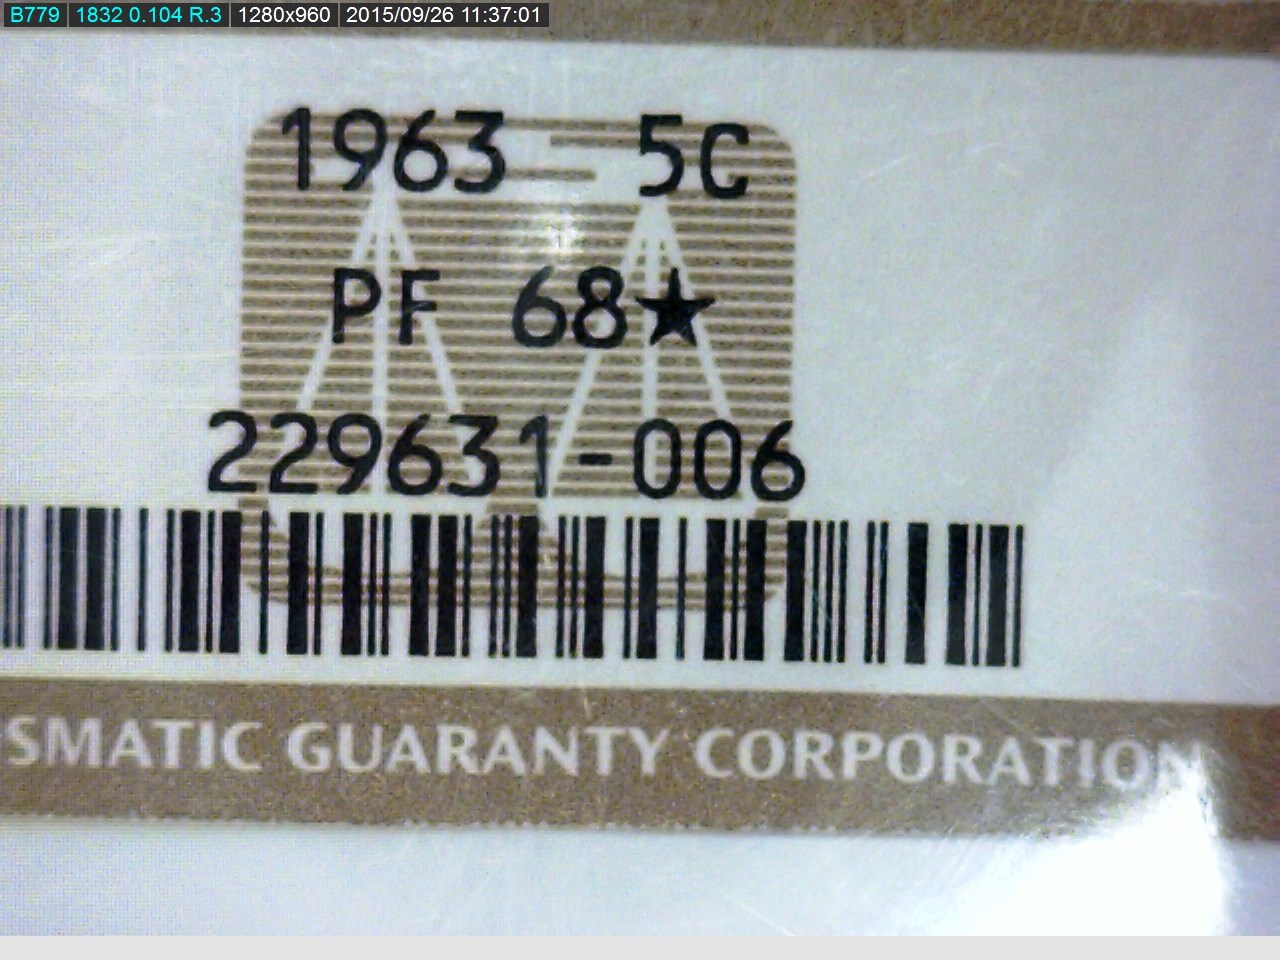 B779 1832 0.104 R.3 1280x960 2015/09/26 11:37:01
1963 5C
PF 68★
229631-006
SMATIC GUARANTY CORPORATION